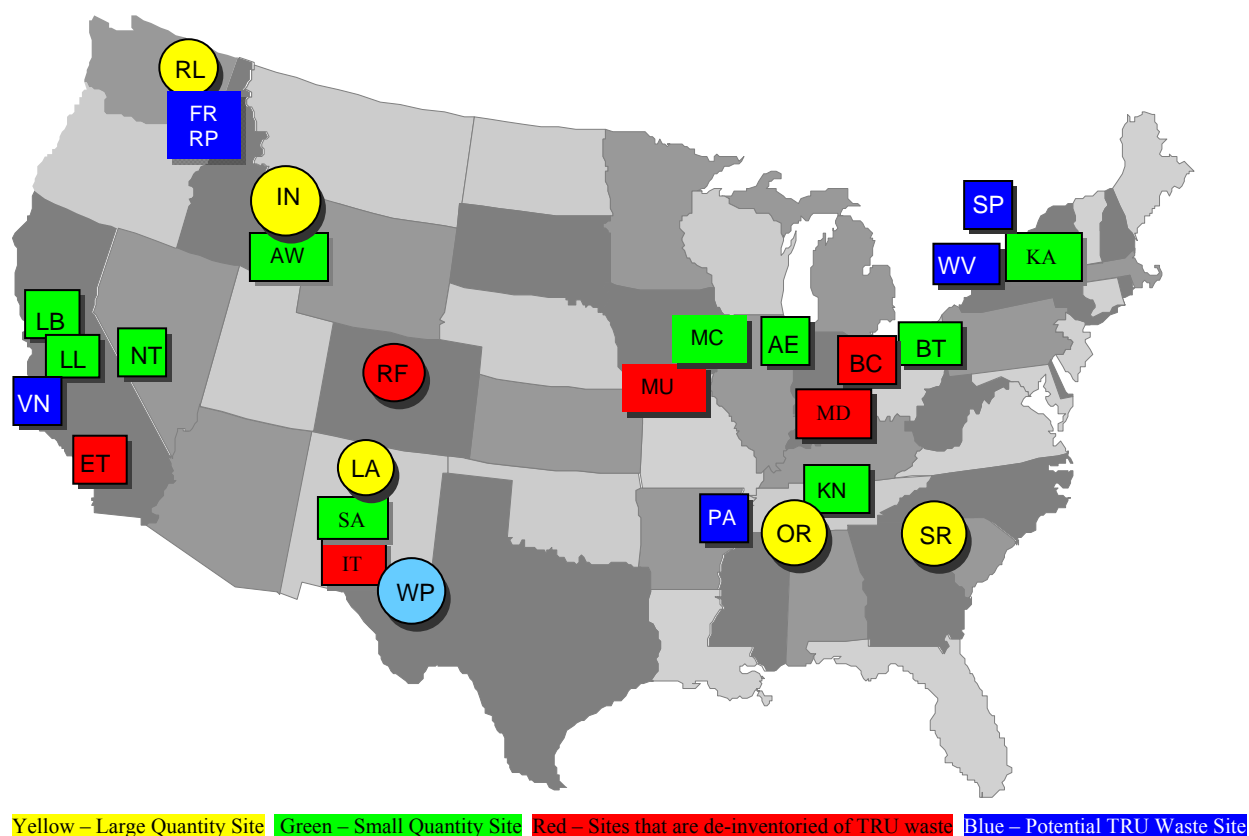 RL
FR
RP
IN
AW
SP
WV
KA
LB
LL
NT
VN
ET
RF
MC
AE
MU
BC
BT
MD
LA
SA
IT
WP
PA
KN
OR
SR
Yellow – Large Quantity Site Green – Small Quantity Site Red – Sites that are de-inventoried of TRU waste Blue – Potential TRU Waste Site